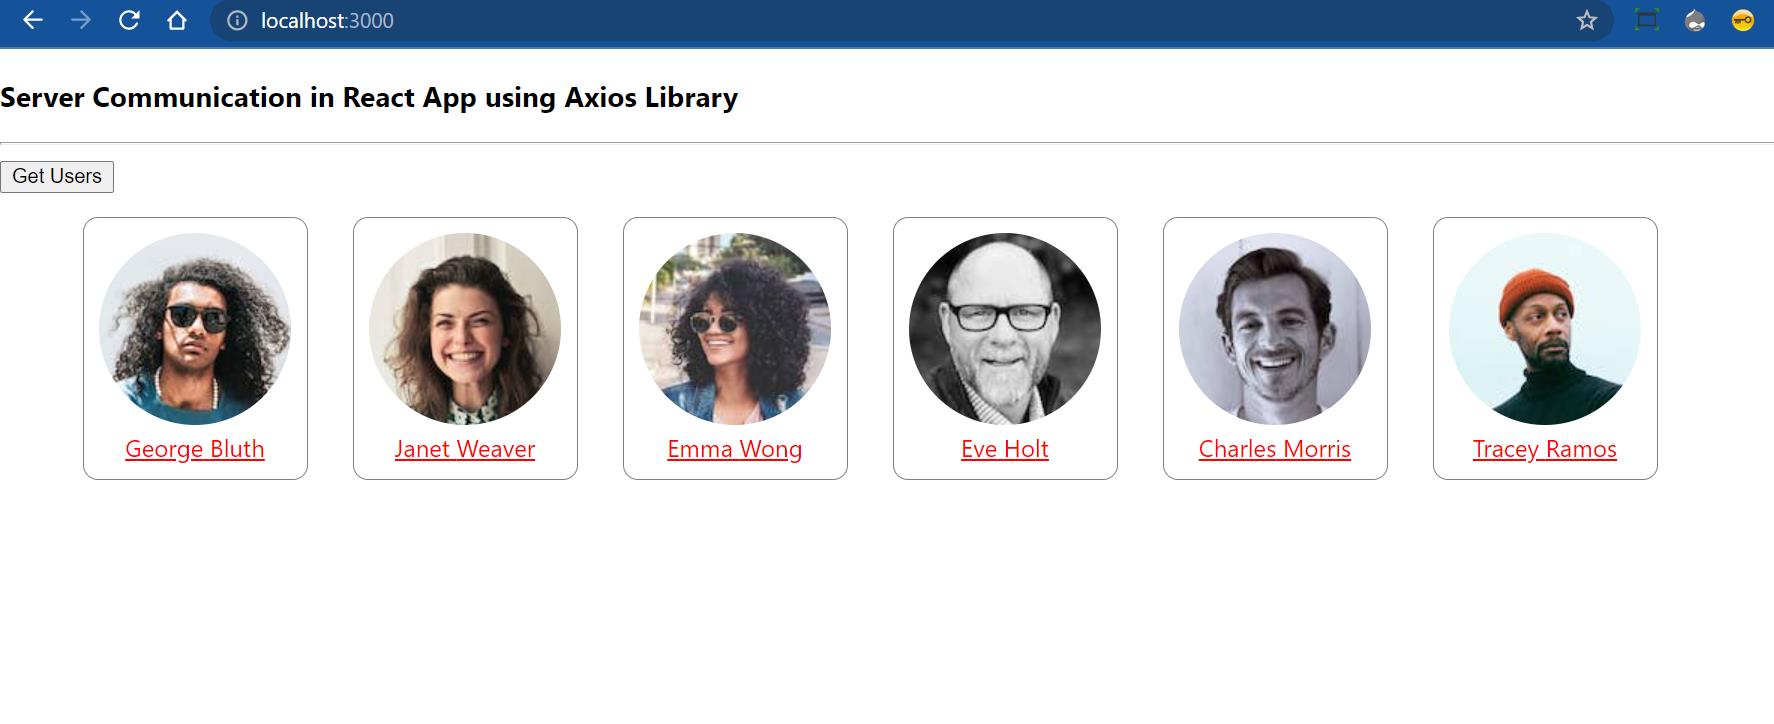 localhost:3000
Server Communication in React App using Axios Library
Get Users
George Bluth
Janet Weaver
Emma Wong
Eve Holt
Charles Morris
Tracey Ramos